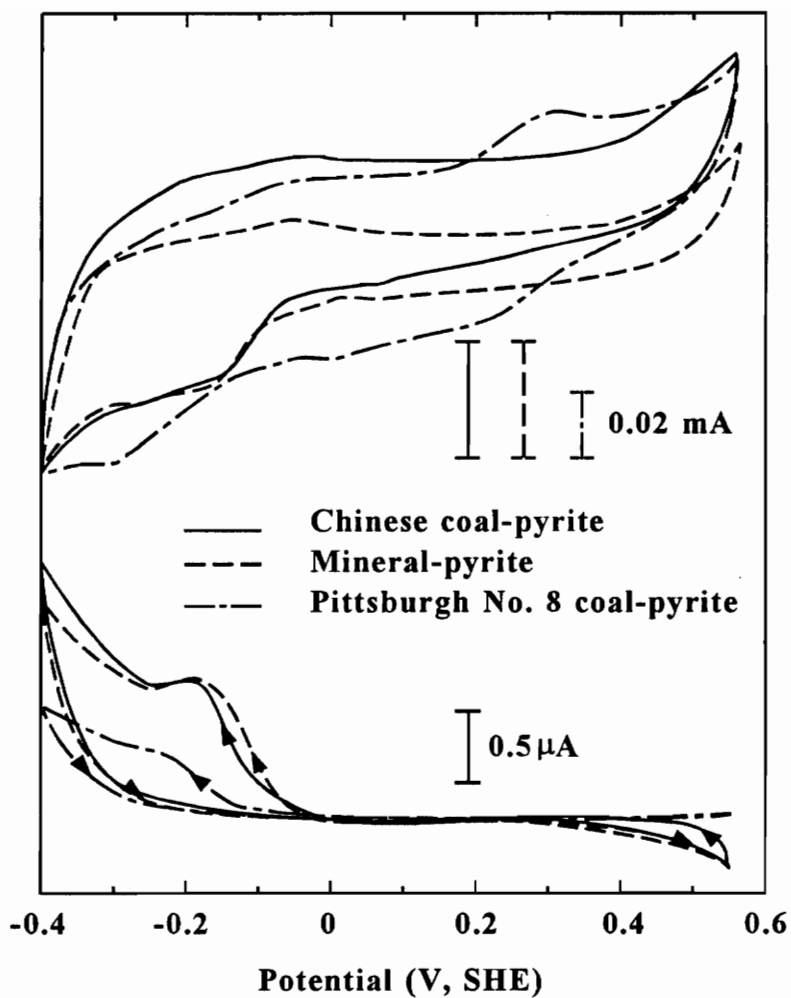 0.02 mA
Chinese coal-pyrite
Mineral-pyrite
Pittsburgh No. 8 coal-pyrite
0.5 μA
-0.4 -0.2 0 0.2 0.4 0.6
Potential (V, SHE)